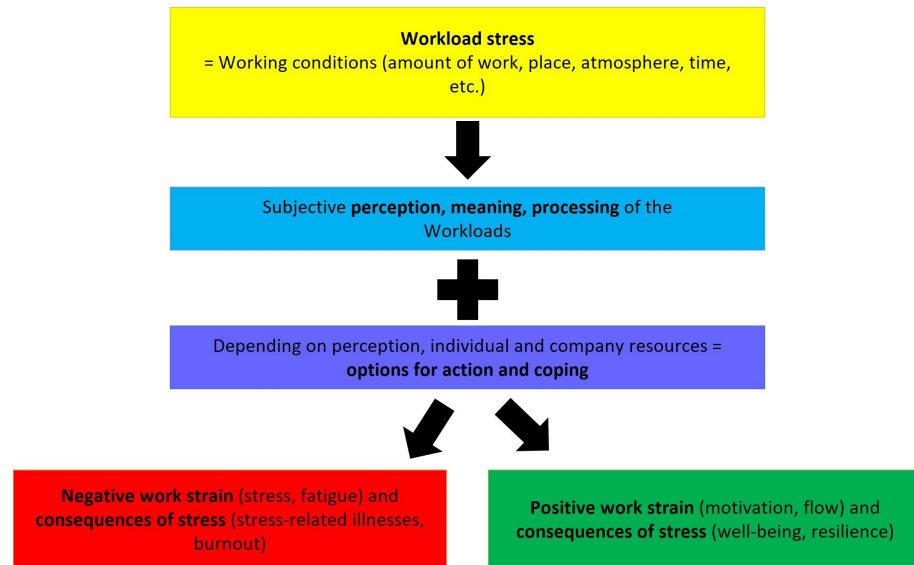 Workload stress
= Working conditions (amount of work, place, atmosphere, time,
etc.)
Subjective perception, meaning, processing of the
Workloads
Depending on perception, individual and company resources =
options for action and coping
Negative work strain (stress, fatigue) and
consequences of stress (stress-related illnesses,
burnout)
Positive work strain (motivation, flow) and
consequences of stress (well-being, resilience)